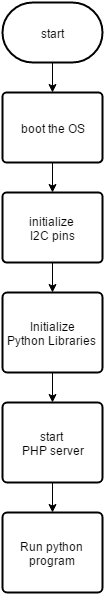 start
boot the OS
initialize
I2C pins
Initialize
Python Libraries
start
PHP server
Run python
program